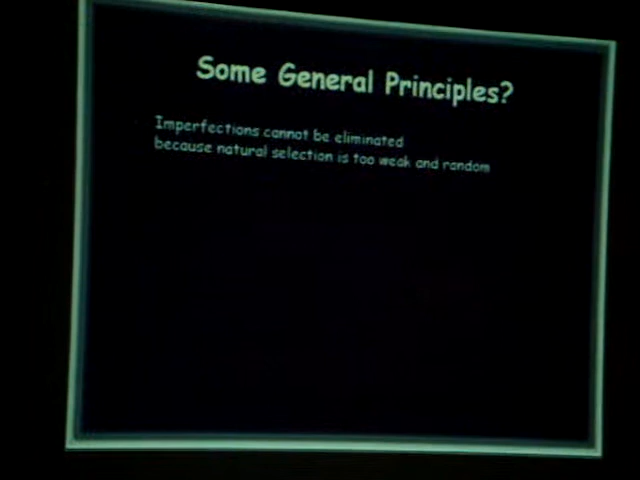 Some General Principles?
Imperfections cannot be eliminated
because natural selection is too weak and random